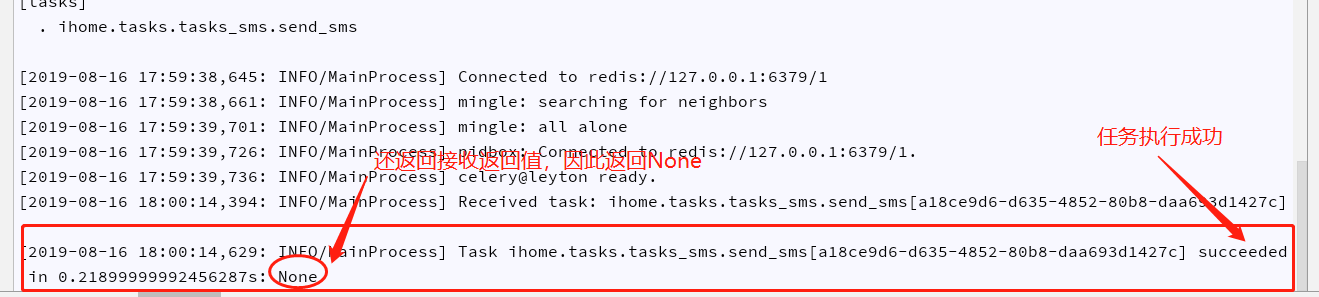 [tasks]
. ihome.tasks.tasks_sms.send_sms
[2019-08-16 17:59:38,645: INFO/MainProcess] Connected to redis://127.0.0.1:6379/1
[2019-08-16 17:59:38,661: INFO/MainProcess] mingle: searching for neighbors
[2019-08-16 17:59:39,701: INFO/MainProcess] mingle: all alone
任务执行成功
[2019-08-16 17:59:39,726: INFO/MainProcess] pidbox: Connected to redis://127.0.0.1:6379/1.
还返回接收返回值，因此返回None
[2019-08-16 17:59:39,736: INFO/MainProcess] celery@leyton ready.
[2019-08-16 18:00:14,394: INFO/MainProcess] Received task: ihome.tasks.tasks_sms.send_sms[a18ce9d6-d635-4852-80b8-daa693d1427c]
[2019-08-16 18:00:14,629: INFO/MainProcess] Task ihome.tasks.tasks_sms.send_sms[a18ce9d6-d635-4852-80b8-daa693d1427c] succeeded
in 0.21899999992456287s: None